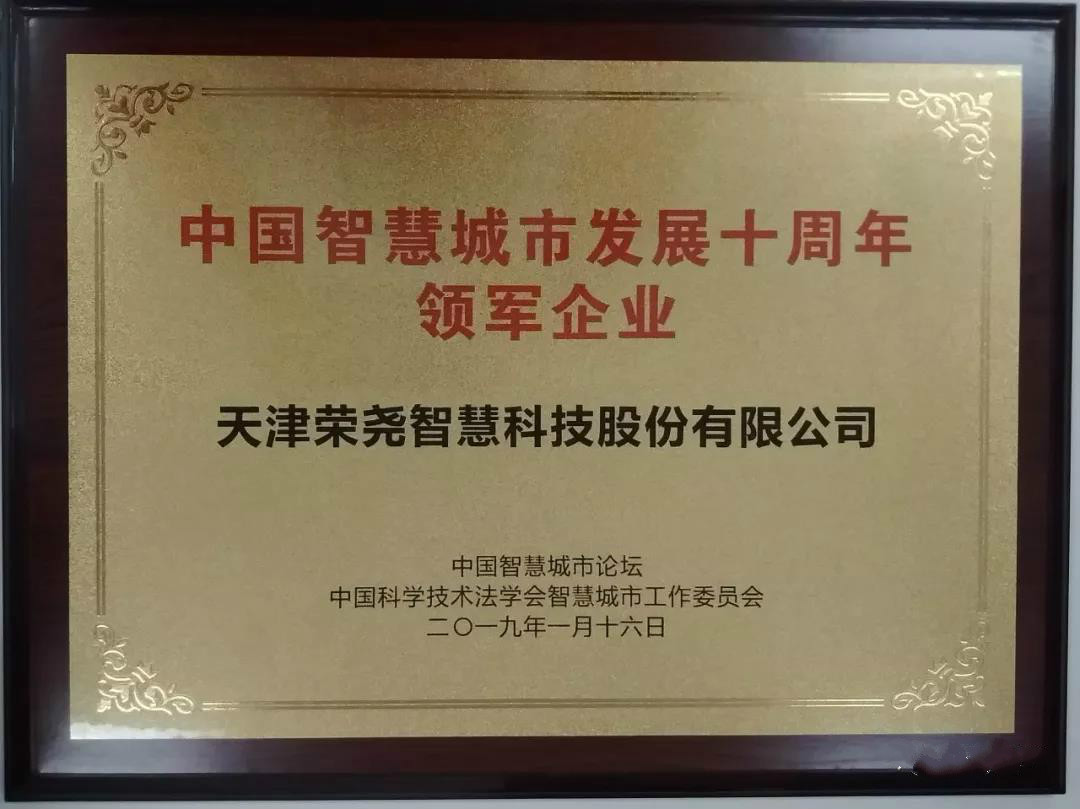 中国智慧城市发展十周年
领军企业
天津荣尧智慧科技股份有限公司
中国智慧城市论坛
中国科学技术法学会智慧城市工作委员会
二〇一九年一月十六日